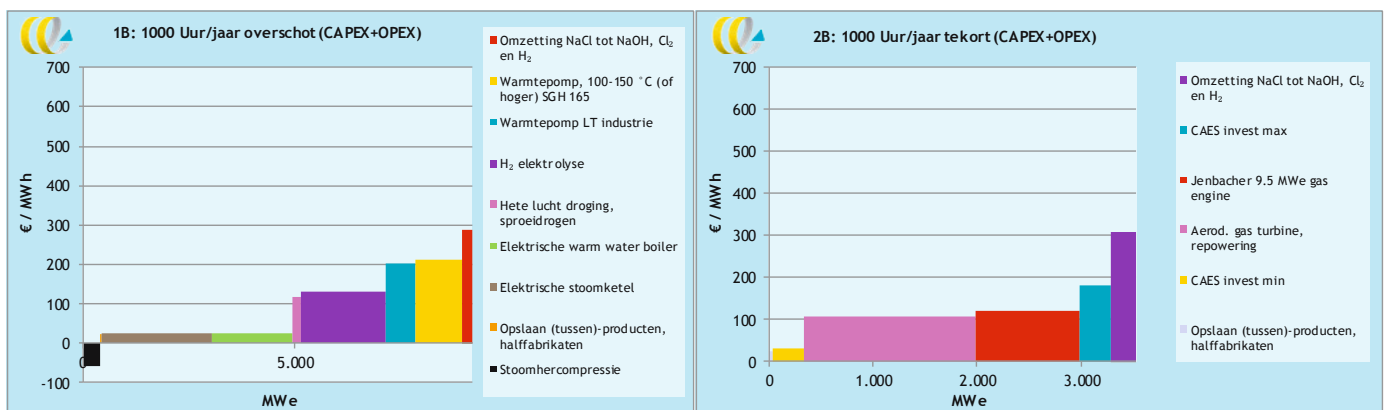 1B: 1000 Uur/jaar overschot (CAPEX+OPEX)
700
600
500
400
300
200
100
0
-100
€ / MWh
0
5.000
MWe
Omzetting NaCl tot NaOH, Cl₂
en H₂
Warmtepomp, 100-150 °C (of
hoger) SGH 165
Warmtepomp LT industrie
H₂ elektrolyse
Hete lucht droging,
sproeidrogen
Elektrische warm water boiler
Elektrische stoomketel
Opslaan (tussen)-producten,
halffabrikaten
Stoomhercompressie
2B: 1000 Uur/jaar tekort (CAPEX+OPEX)
700
600
500
400
300
200
100
0
€ / MWh
0
1.000
2.000
3.000
MWe
Omzetting NaCl tot NaOH, Cl₂
en H₂
CAES invest max
Jenbacher 9.5 MWe gas
engine
Aerod. gas turbine,
repowering
CAES invest min
Opslaan (tussen)-producten,
halffabrikaten